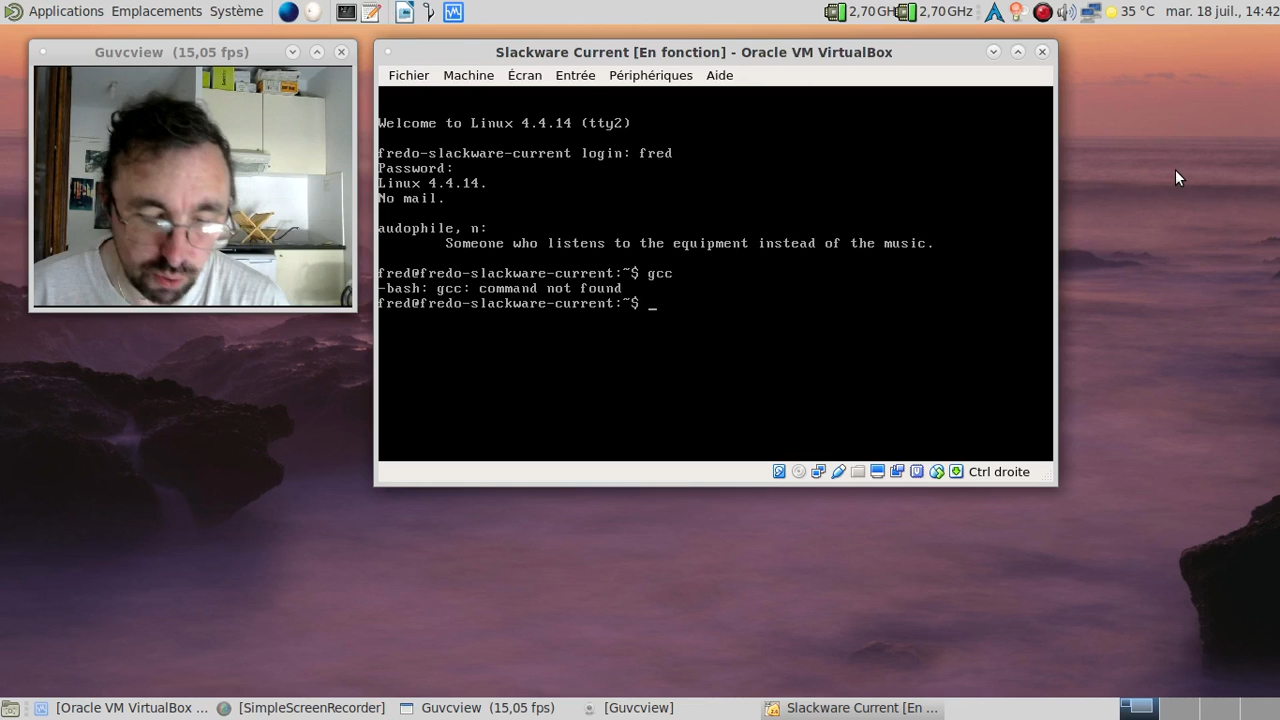 Applications Emplacements Système
2,70 GH 2,70 GHZ 35 °C mar. 18 juil., 14:42
Guvcview (15,05 fps)
Slackware Current [En fonction] - Oracle VM VirtualBox
Fichier Machine Écran Entrée Périphériques Aide
Welcome to Linux 4.4.14 (tty2)
fredo-slackware-current login: fred
Password:
Linux 4.4.14.
No mail.
audophile, n:
Someone who listens to the equipment instead of the music.
fred@fredo-slackware-current:~$ gcc
-bash: gcc: command not found
fred@fredo-slackware-current:~$ _
Ctrl droite
[Oracle VM VirtualBox ... [SimpleScreenRecorder] Guvcview (15,05 fps) [Guvcview] Slackware Current [En ...